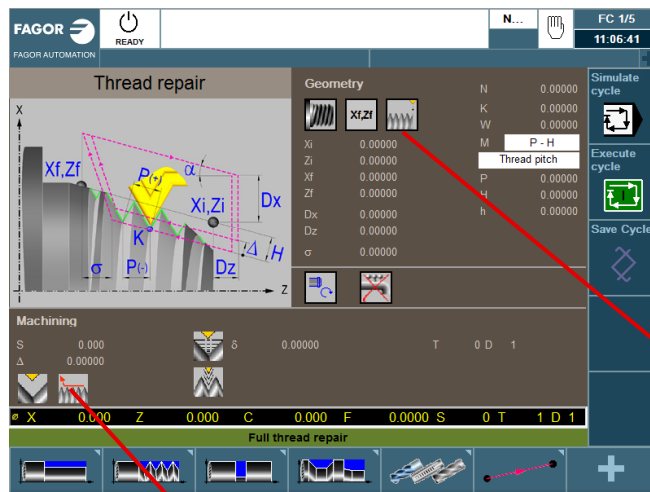 FAGOR
READY
N...
FC 1/5
11:06:41
FAGOR AUTOMATION
Thread repair
X
Xf,Zf
P(+)
α
Xi,Zi
Dx
K
Δ
H
σ
P(-)
Dz
Z
Geometry
Xf,Zf
Xi 0.00000
Zi 0.00000
Xf 0.00000
Zf 0.00000
Dx 0.00000
Dz 0.00000
σ 0.00000
N 0.00000
K 0.00000
W 0.00000
M P - H
Thread pitch
P 0.00000
H 0.00000
h 0.00000
Simulate
cycle
Execute
cycle
Save Cycle
Machining
S 0.000
Δ 0.00000
δ 0.00000
T 0 D 1
ø X 0.000 Z 0.000 C 0.000 F 0.0000 S 0 T 1 D 1
Full thread repair